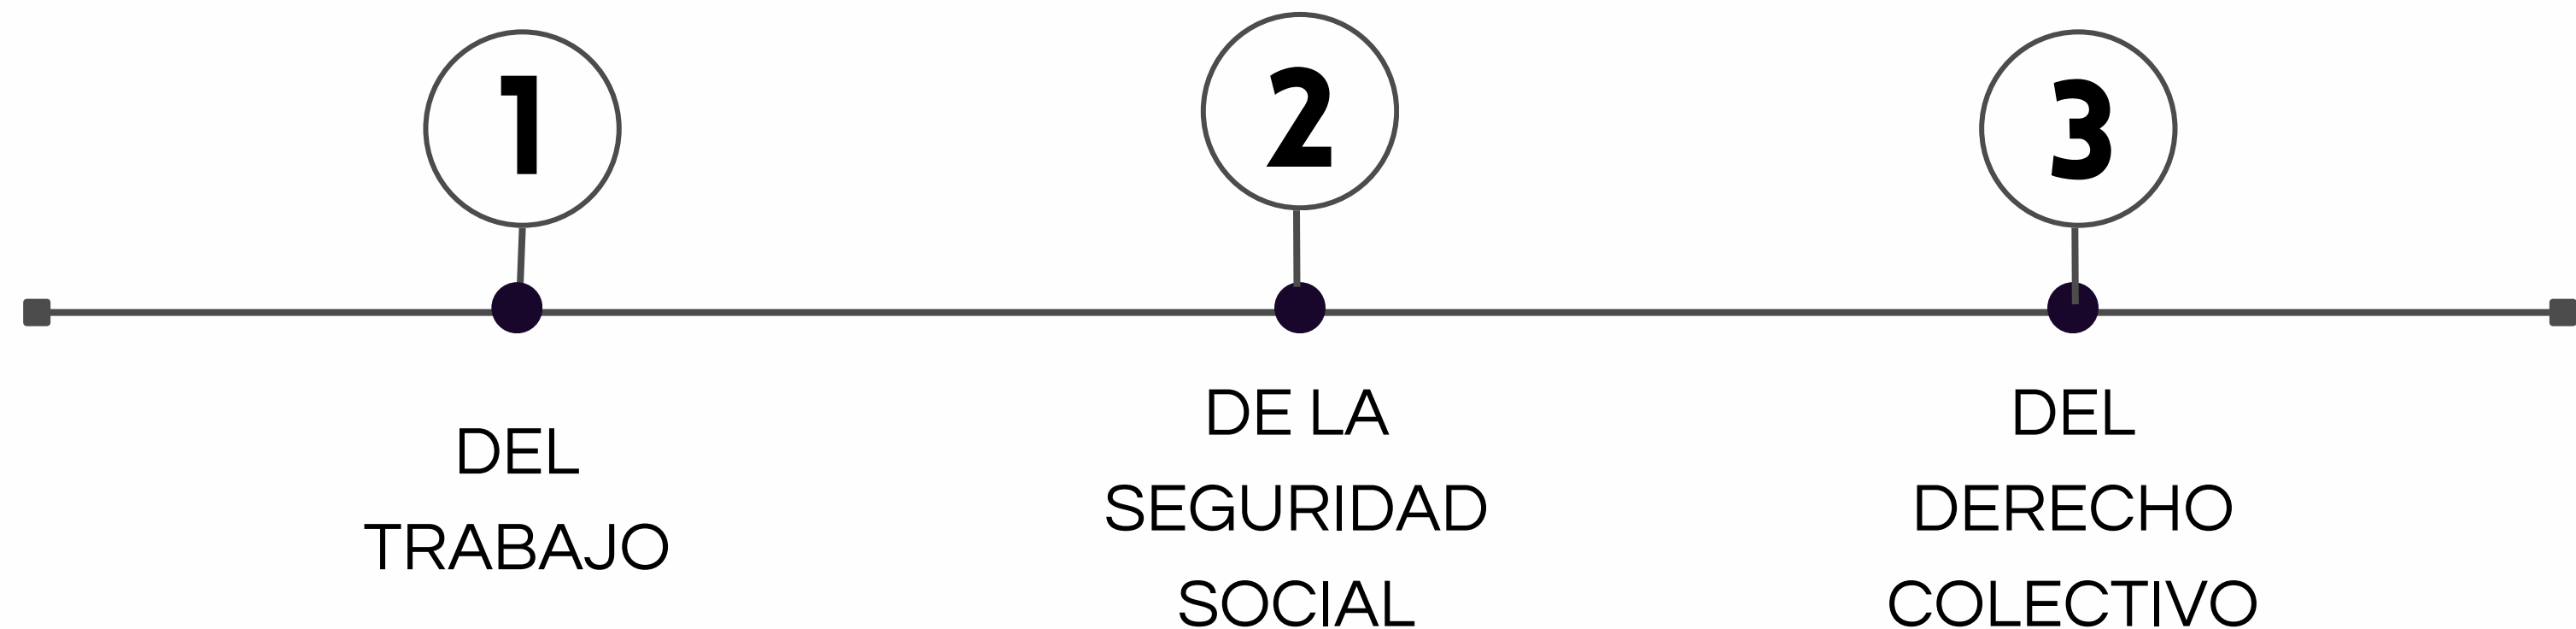 1
DEL
TRABAJO
2
DE LA
SEGURIDAD
SOCIAL
3
DEL
DERECHO
COLECTIVO